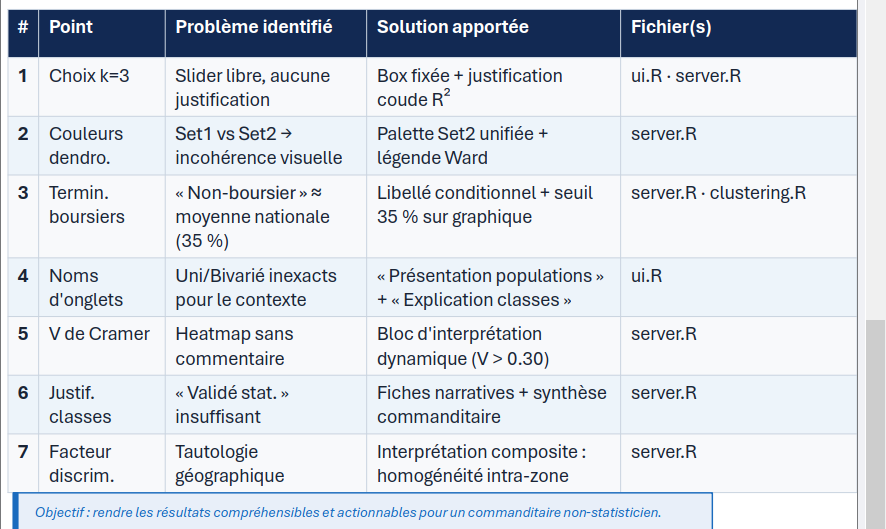 # Point Problème identifié Solution apportée Fichier(s)
1 Choix k=3 Slider libre, aucune Box fixée + justification ui.R · server.R
justification coude R²
2 Couleurs Set1 vs Set2 → Palette Set2 unifiée + server.R
dendro. incohérence visuelle légende Ward
3 Termin. « Non-boursier » ≈ Libellé conditionnel + seuil server.R · clustering.R
boursiers moyenne nationale 35 % sur graphique
(35 %)
4 Noms Uni/Bivarié inexacts « Présentation populations » ui.R
d'onglets pour le contexte + « Explication classes »
5 V de Cramer Heatmap sans Bloc d'interprétation server.R
commentaire dynamique (V > 0.30)
6 Justif. « Validé stat. » Fiches narratives + synthèse server.R
classes insuffisant commanditaire
7 Facteur Tautologie Interprétation composite : server.R
discrim. géographique homogénéité intra-zone
Objectif : rendre les résultats compréhensibles et actionnables pour un commanditaire non-statisticien.